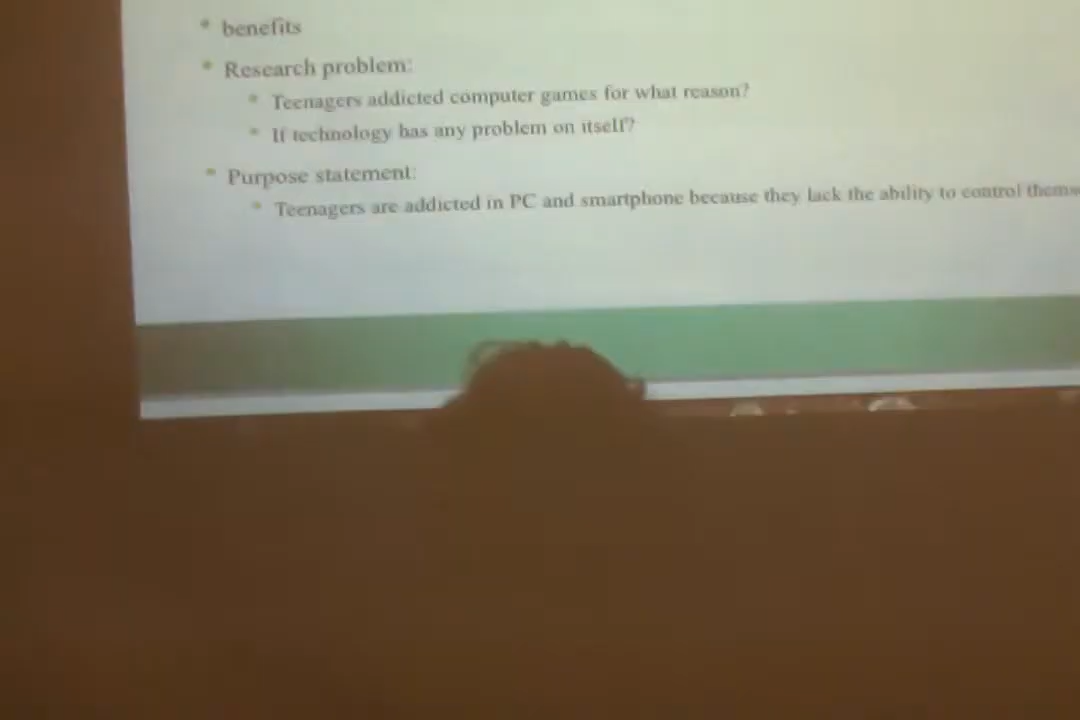 benefits
Research problem:
Teenagers addicted computer games for what reason?
If technology has any problem on itself?
Purpose statement:
Teenagers are addicted in PC and smartphone because they lack the ability to control